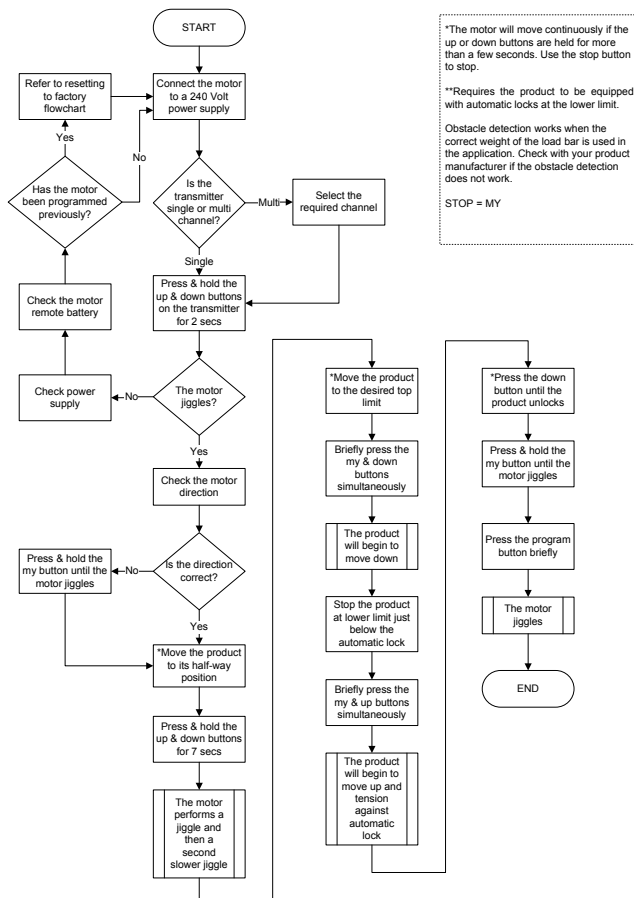 START
Connect the motor
to a 240 Volt
power supply
Refer to resetting
to factory
flowchart
Yes
No
Has the motor
been programmed
previously?
Is the
transmitter
single or multi
channel?
Multi
Select the
required channel
Single
Press & hold the
up & down buttons
on the transmitter
for 2 secs
Check the motor
remote battery
Check power
supply
No
The motor
jiggles?
Yes
Check the motor
direction
Is the direction
correct?
No
Press & hold the
my button until the
motor jiggles
Yes
*Move the product
to its half-way
position
Press & hold the
up & down buttons
for 7 secs
The motor
performs a
jiggle and
then a
second
slower jiggle
*Move the product
to the desired top
limit
Briefly press the
my & down
buttons
simultaneously
The product
will begin to
move down
Stop the product
at lower limit just
below the
automatic lock
Briefly press the
my & up buttons
simultaneously
The product
will begin to
move up and
tension
against
automatic
lock
*Press the down
button until the
product unlocks
Press & hold the
my button until the
motor jiggles
Press the program
button briefly
The motor
jiggles
END
*The motor will move continuously if the
up or down buttons are held for more
than a few seconds. Use the stop button
to stop.
**Requires the product to be equipped
with automatic locks at the lower limit.
Obstacle detection works when the
correct weight of the load bar is used in
the application. Check with your product
manufacturer if the obstacle detection
does not work.
STOP = MY